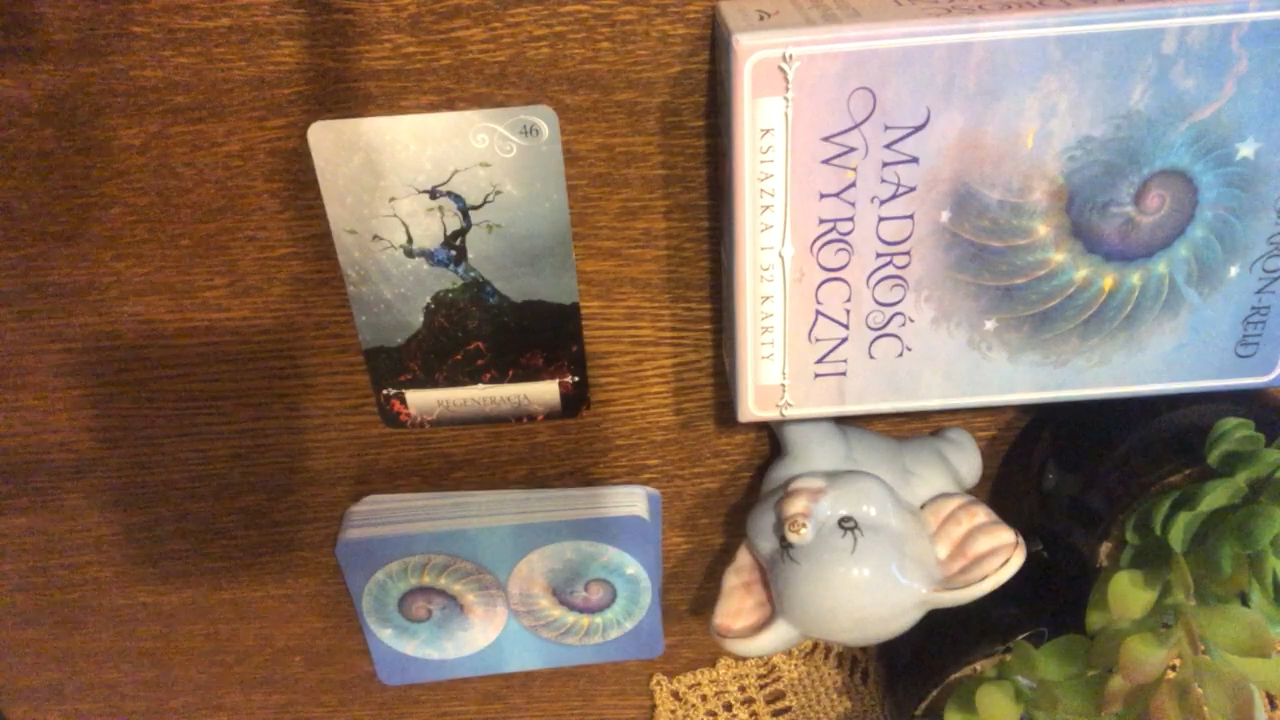 46
REGENERACJA
MĄDROŚĆ
WYROCZNI
KSIĄŻKA I 52 KARTY